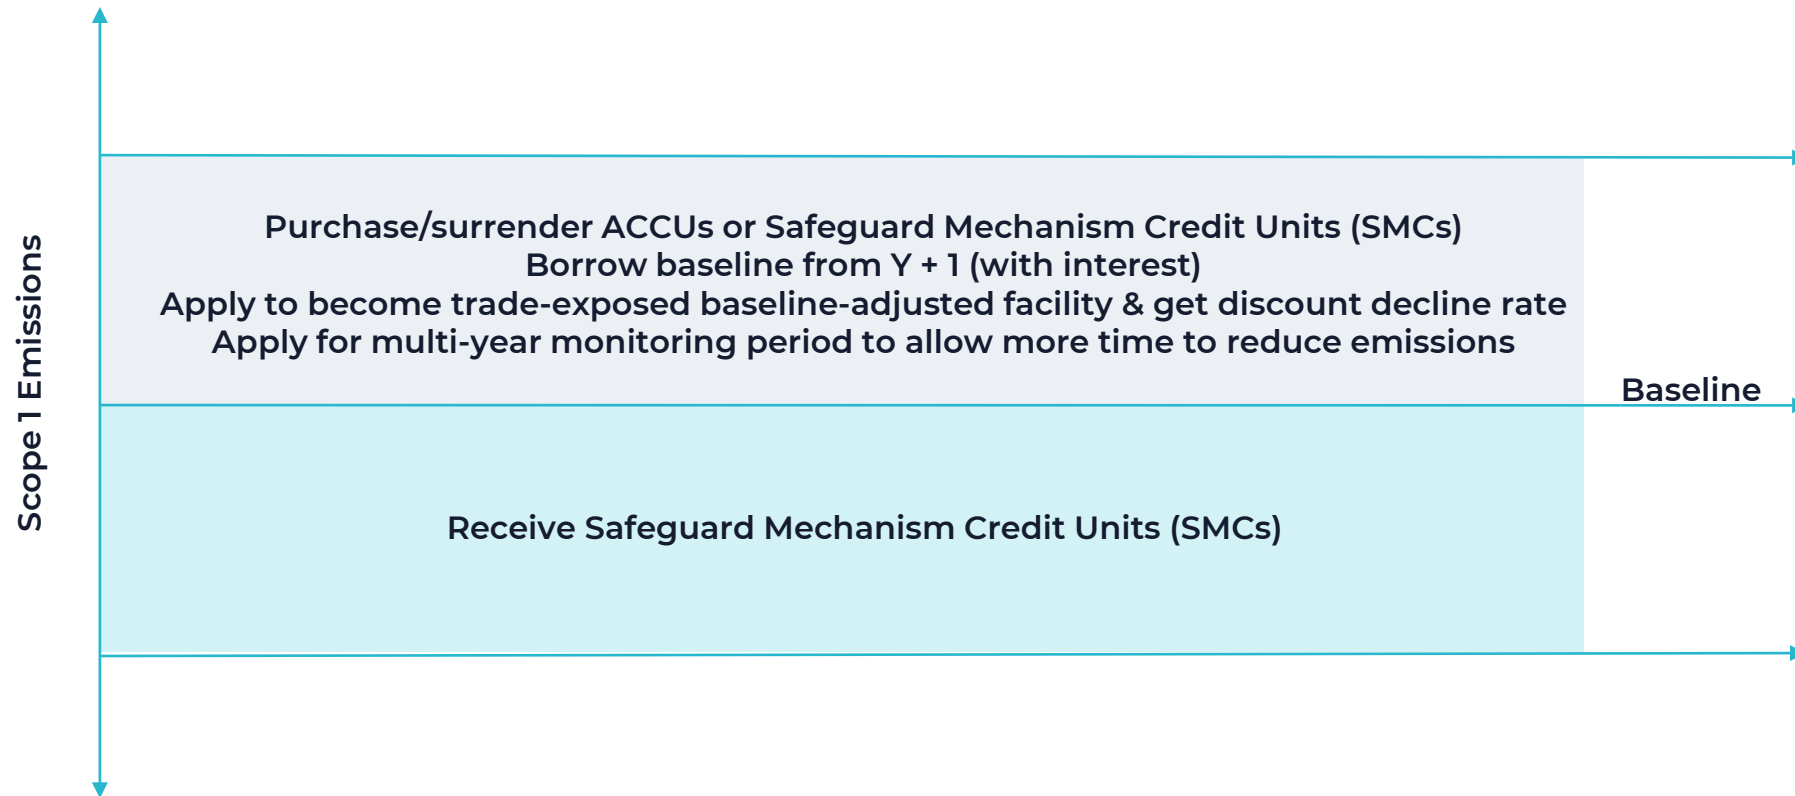 Scope 1 Emissions
Purchase/surrender ACCUs or Safeguard Mechanism Credit Units (SMCs)
Borrow baseline from Y + 1 (with interest)
Apply to become trade-exposed baseline-adjusted facility & get discount decline rate
Apply for multi-year monitoring period to allow more time to reduce emissions
Baseline
Receive Safeguard Mechanism Credit Units (SMCs)